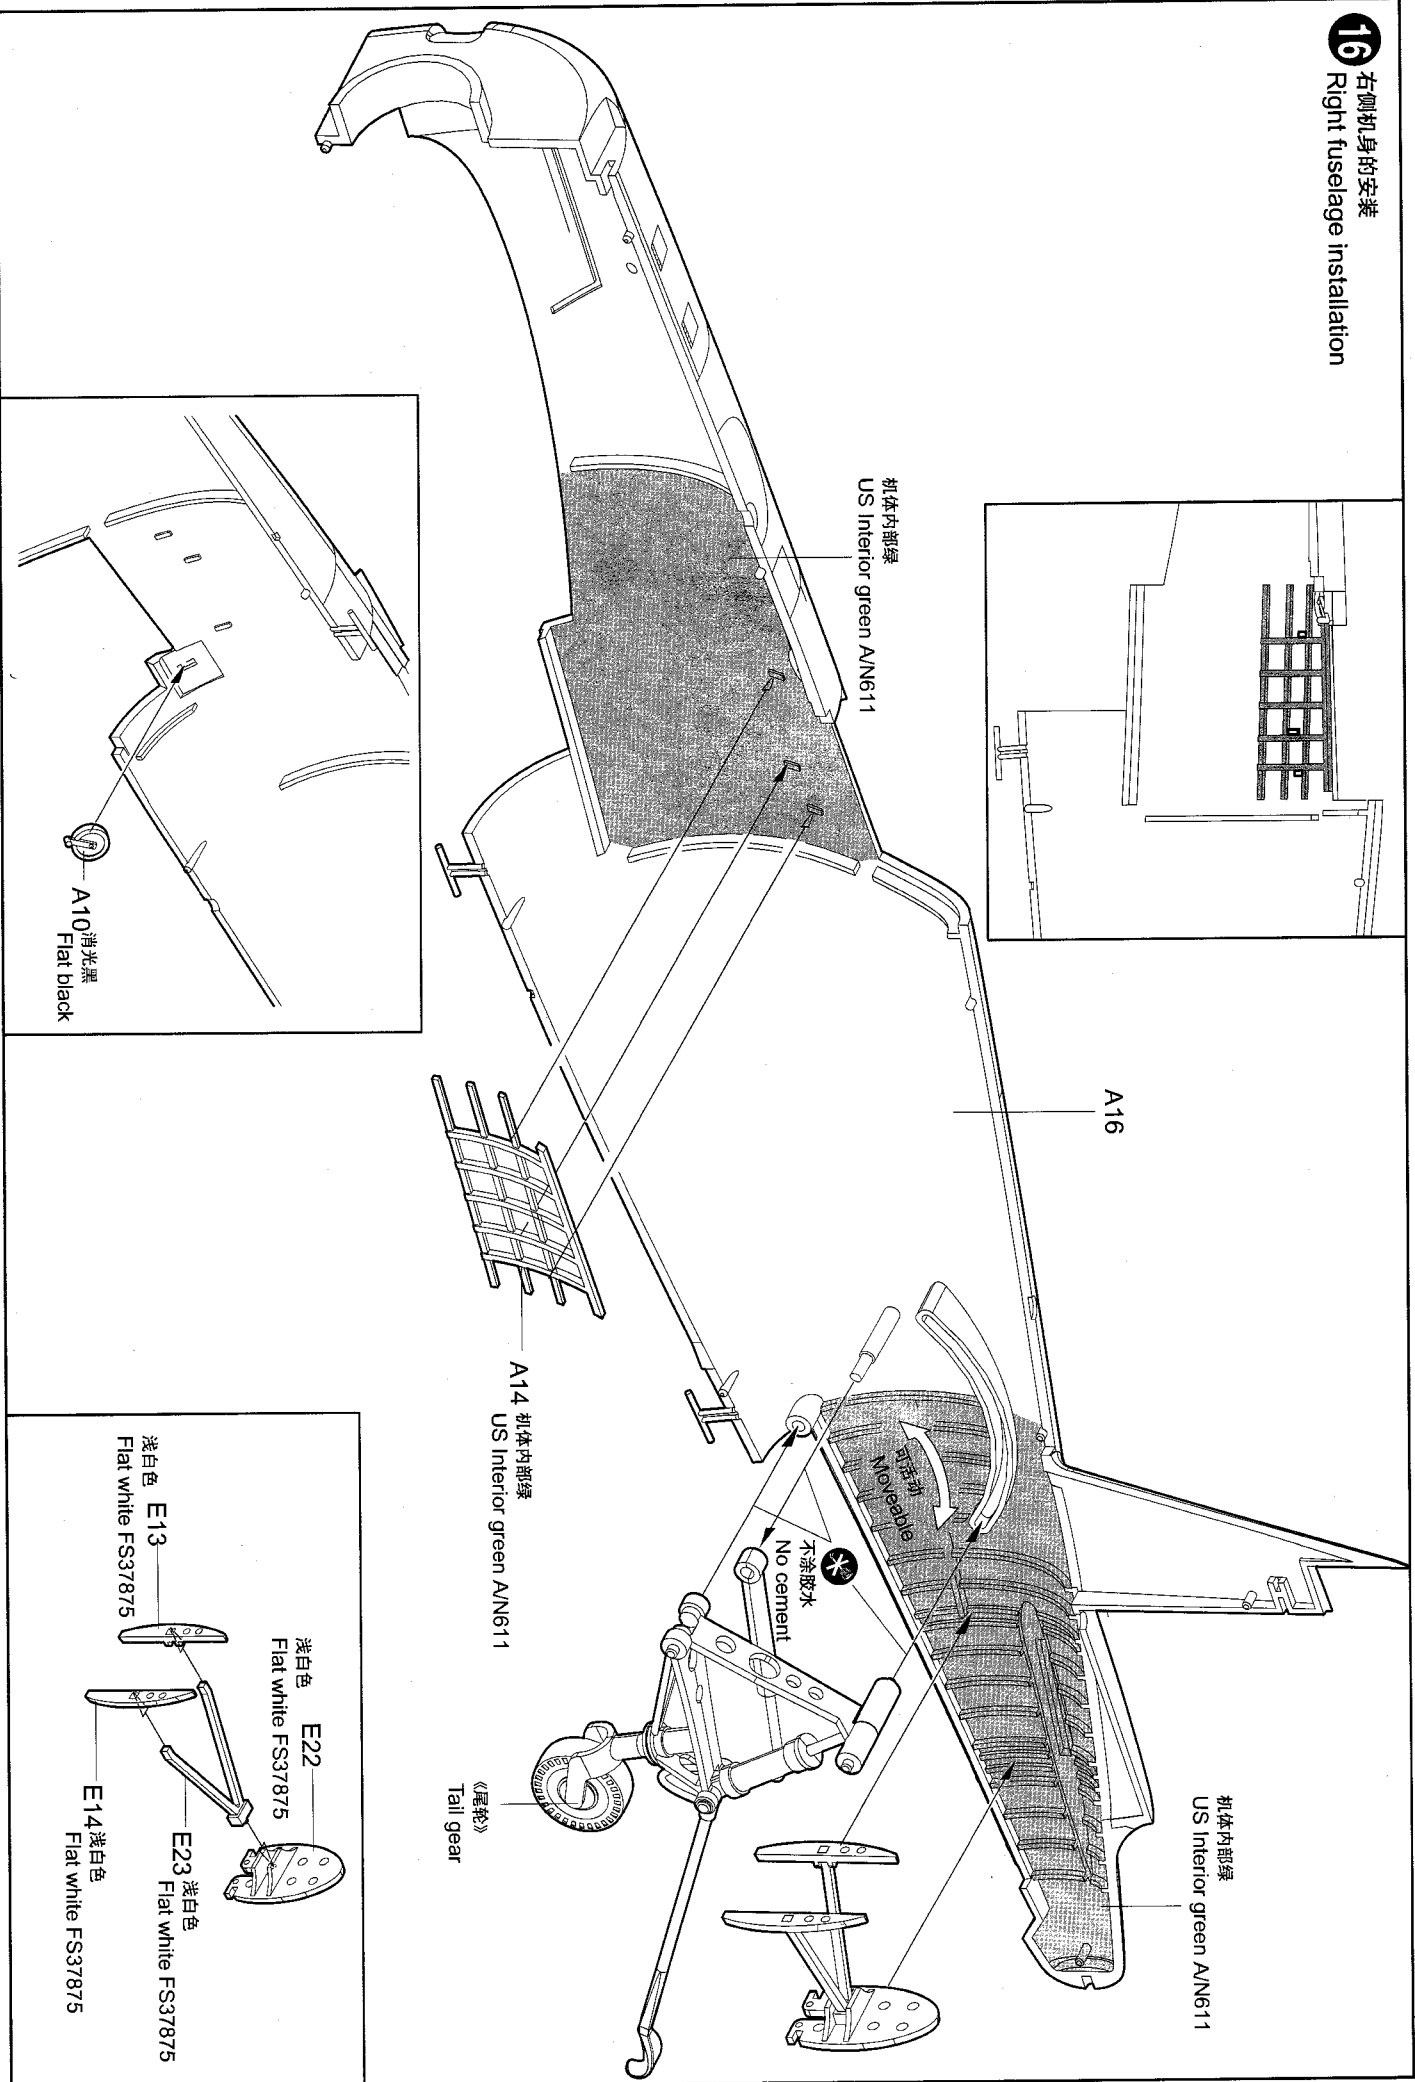 16
右侧机身的安装
Right fuselage installation
机体内部绿
US Interior green A/N611
A16
机体内部绿
US Interior green A/N611
可活动
Moveable
不涂胶水
No cement
A14 机体内部绿
US Interior green A/N611
《尾轮》
Tail gear
A10 消光黑
Flat black
浅白色 E22
Flat white FS37875
浅白色 E13
Flat white FS37875
E23 浅白色
Flat white FS37875
E14 浅白色
Flat white FS37875